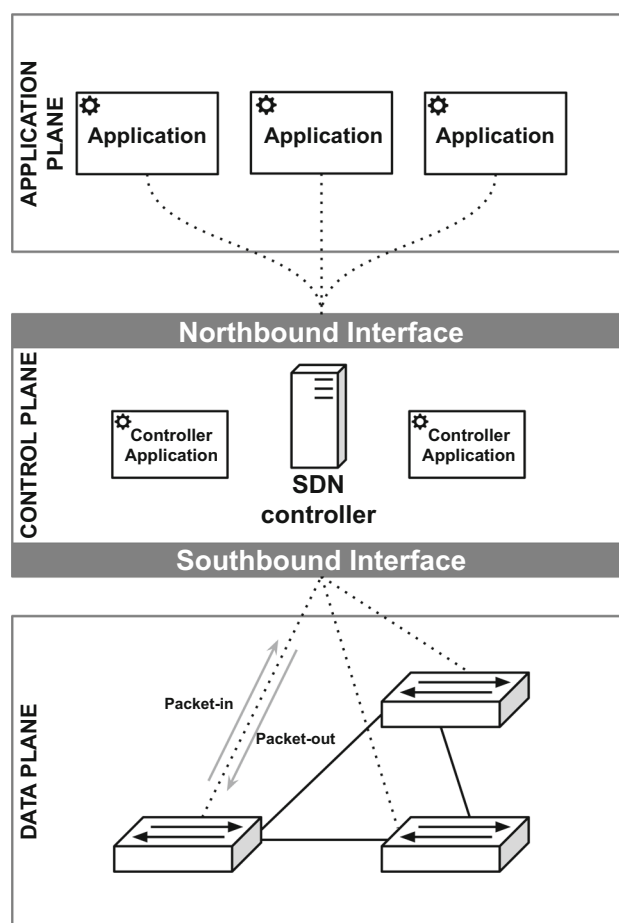 APPLICATION
PLANE
Application
Application
Application
Northbound Interface
CONTROL PLANE
Controller
Application
SDN
controller
Controller
Application
Southbound Interface
DATA PLANE
Packet-in
Packet-out